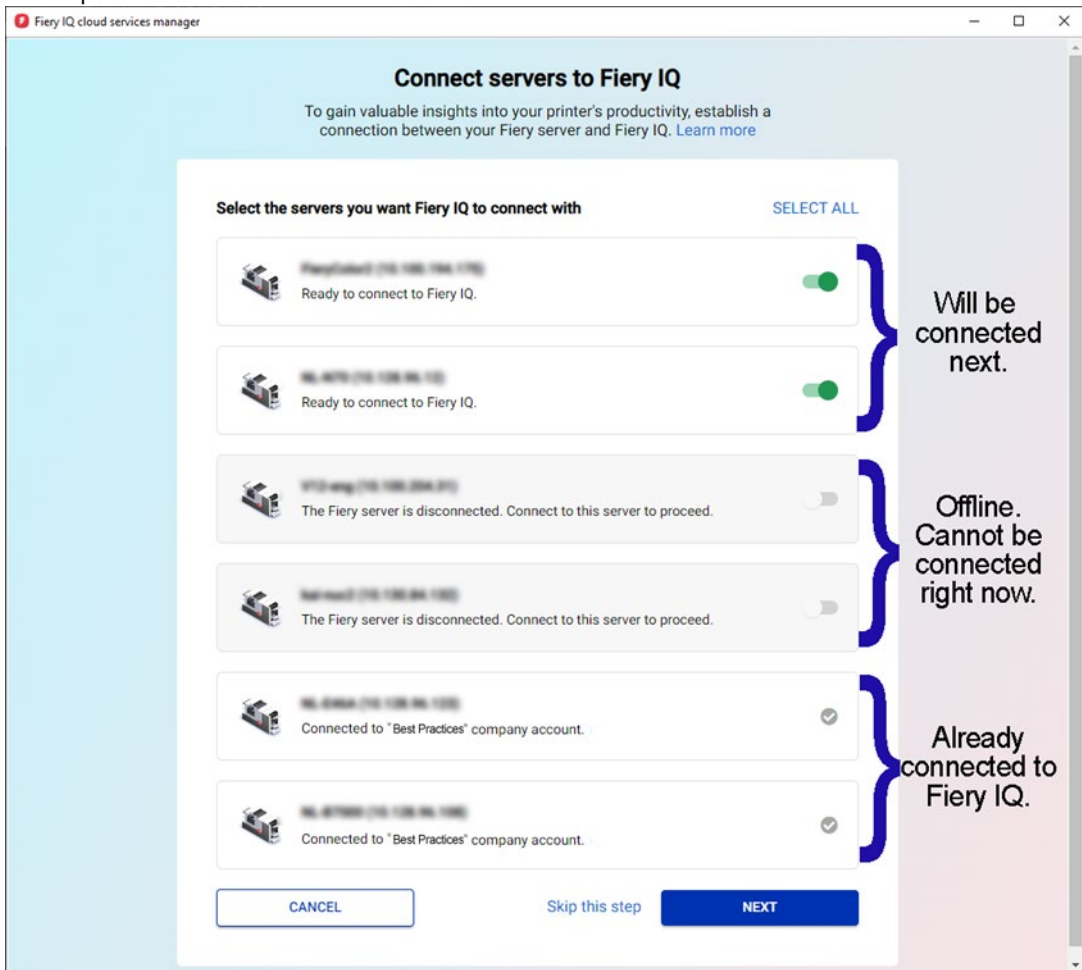 Fiery IQ cloud services manager
Connect servers to Fiery IQ
To gain valuable insights into your printer's productivity, establish a
connection between your Fiery server and Fiery IQ. Learn more
Select the servers you want Fiery IQ to connect with
SELECT ALL
Ready to connect to Fiery IQ.
Ready to connect to Fiery IQ.
Will be
connected
next.
The Fiery server is disconnected. Connect to this server to proceed.
The Fiery server is disconnected. Connect to this server to proceed.
Offline.
Cannot be
connected
right now.
Connected to "Best Practices" company account.
Connected to "Best Practices" company account.
Already
connected to
Fiery IQ.
CANCEL
Skip this step
NEXT